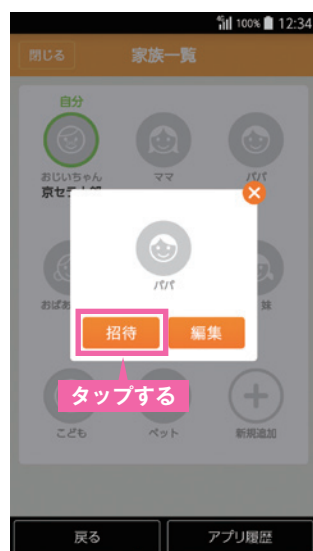 100% 12:34
閉じる 家族一覧
自分
おじいちゃん ママ パパ
京セラ太郎
パパ
おばあ 妹
招待 編集
タップする
こども ペット 新規追加
戻る アプリ履歴